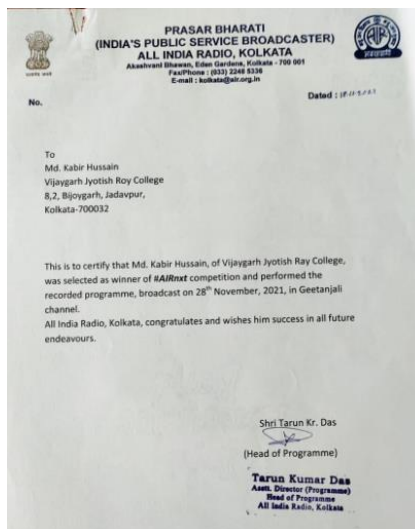 PRASAR BHARATI
(INDIA'S PUBLIC SERVICE BROADCASTER)
ALL INDIA RADIO, KOLKATA
Akashvani Bhawan, Eden Gardens, Kolkata - 700 001
Fax/Phone : (033) 2248 5336
E-mail : kolkata@air.org.in
No.
Dated :
To
Md. Kabir Hussain
Vijaygarh Jyotish Roy College
8,2, Bijoygarh, Jadavpur,
Kolkata-700032
This is to certify that Md. Kabir Hussain, of Vijaygarh Jyotish Ray College,
was selected as winner of #AIRnxt competition and performed the
recorded programme, broadcast on 28th November, 2021, in Geetanjali
channel.
All India Radio, Kolkata, congratulates and wishes him success in all future
endeavours.
Shri Tarun Kr. Das
(Head of Programme)
Tarun Kumar Das
Asstt. Director (Programme)
Head of Programme
All India Radio, Kolkata